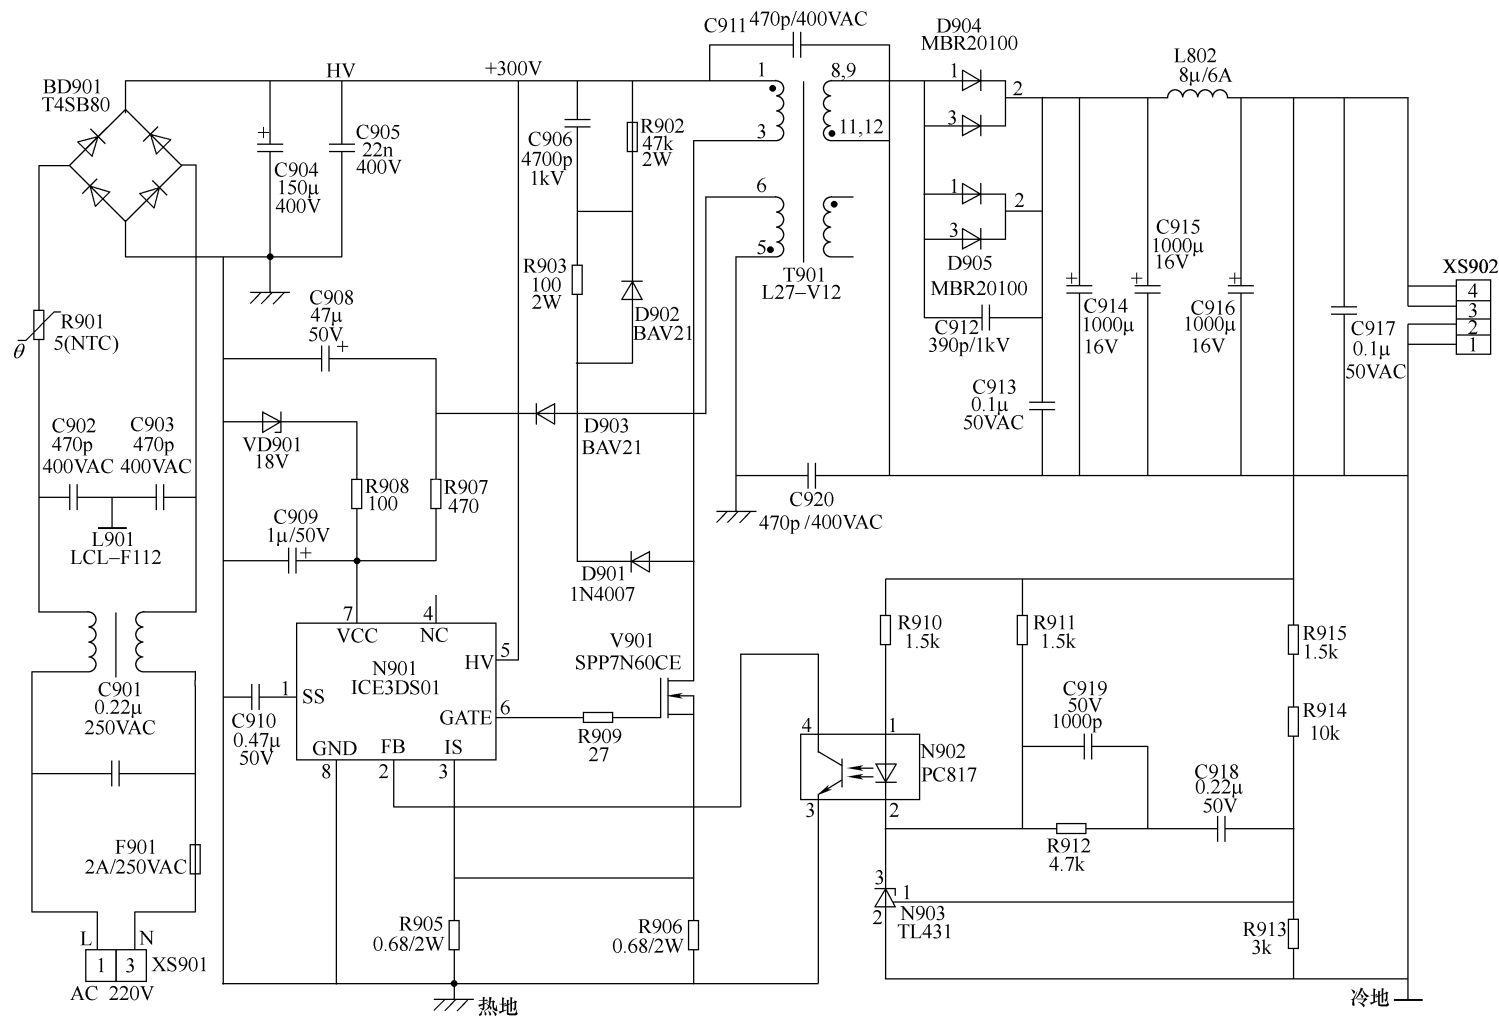 C911 470p/400VAC
D904
MBR20100
L802
8μ/6A
BD901
T4SB80
HV
+300V
1
3
8,9
11,12
1
3
2
C904
150μ
400V
+
C905
22n
400V
C906
4700p
1kV
R902
47k
2W
6
5
T901
L27-V12
1
3
2
D905
MBR20100
C912
390p/1kV
R901
5(NTC)
θ
C908
47μ
50V
+
R903
100
2W
D902
BAV21
C913
0.1μ
50VAC
+
C914
1000μ
16V
C915
1000μ
16V
+
C916
1000μ
16V
+
C917
0.1μ
50VAC
XS902
4
3
2
1
C902
470p
400VAC
C903
470p
400VAC
VD901
18V
D903
BAV21
R908
100
R907
470
C909
1μ/50V
+
C920
470p/400VAC
L901
LCL-F112
D901
1N4007
7
VCC
4
NC
HV
5
N901
ICE3DS01
1
SS
GATE
6
GND
8
FB
2
IS
3
V901
SPP7N60CE
R909
27
C910
0.47μ
50V
C901
0.22μ
250VAC
R910
1.5k
R911
1.5k
R915
1.5k
R914
10k
C919
50V
1000p
4
1
3
2
N902
PC817
C918
0.22μ
50V
R912
4.7k
F901
2A/250VAC
3
1
2
N903
TL431
R913
3k
R905
0.68/2W
R906
0.68/2W
L
N
1
3
XS901
AC 220V
热地
冷地